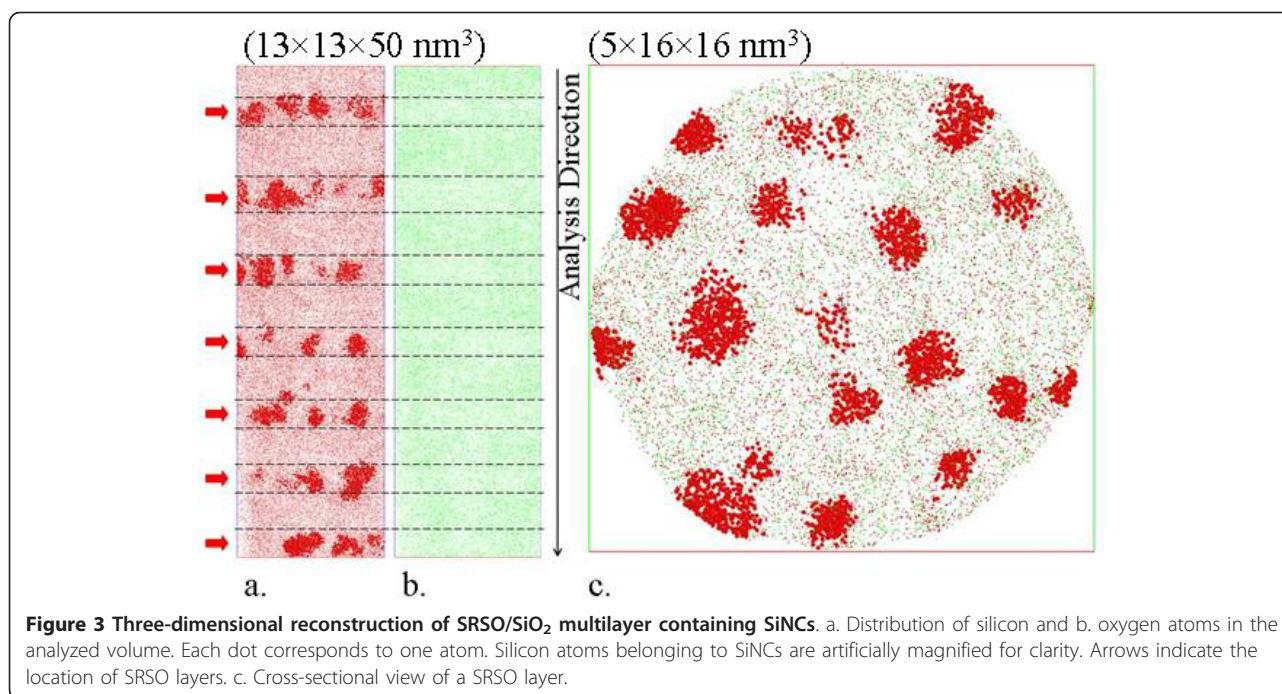 (13×13×50 nm³)
(5×16×16 nm³)
Analysis Direction
a.
b.
c.
Figure 3 Three-dimensional reconstruction of SRSO/SiO₂ multilayer containing SiNCs. a. Distribution of silicon and b. oxygen atoms in the
analyzed volume. Each dot corresponds to one atom. Silicon atoms belonging to SiNCs are artificially magnified for clarity. Arrows indicate the
location of SRSO layers. c. Cross-sectional view of a SRSO layer.